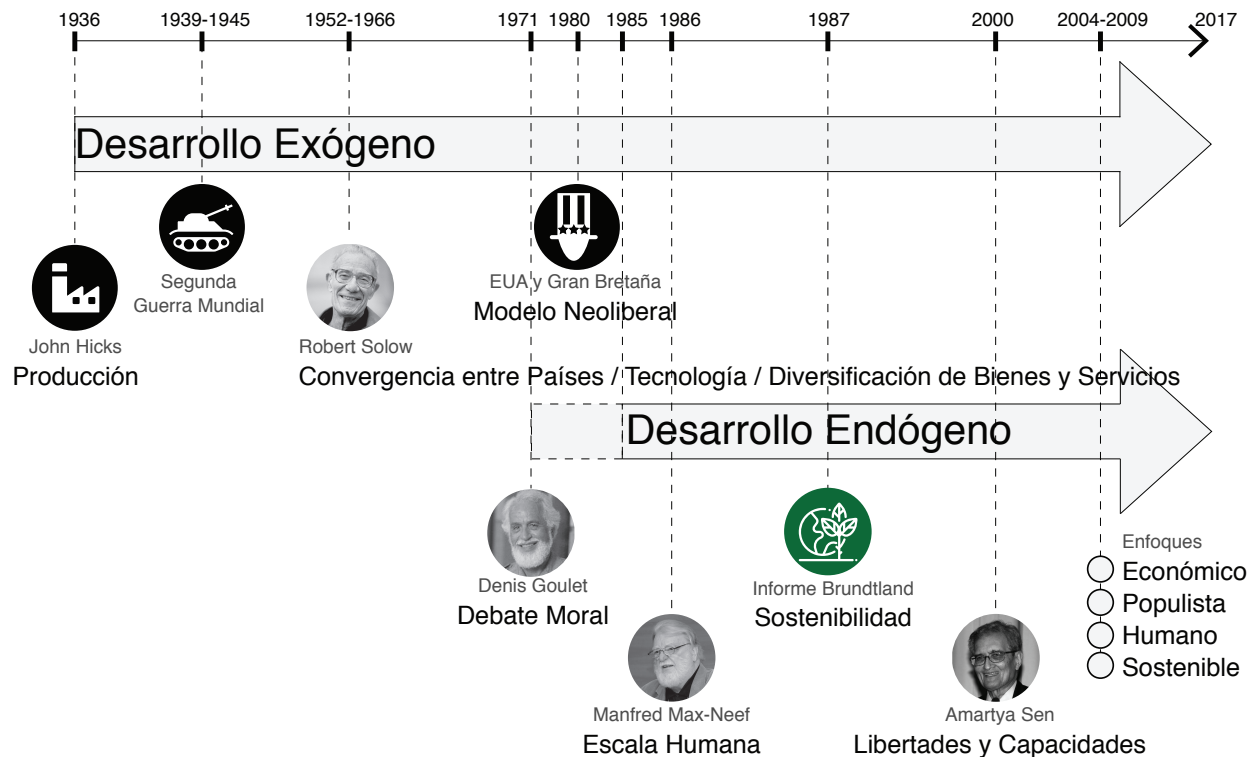 1936
1939-1945
1952-1966
1971
1980
1985
1986
1987
2000
2004-2009
2017
Desarrollo Exógeno
Segunda
Guerra Mundial
EUA y Gran Bretaña
Modelo Neoliberal
John Hicks
Producción
Robert Solow
Convergencia entre Países / Tecnología / Diversificación de Bienes y Servicios
Desarrollo Endógeno
Denis Goulet
Debate Moral
Informe Brundtland
Sostenibilidad
Enfoques
Económico
Populista
Humano
Sostenible
Manfred Max-Neef
Escala Humana
Amartya Sen
Libertades y Capacidades